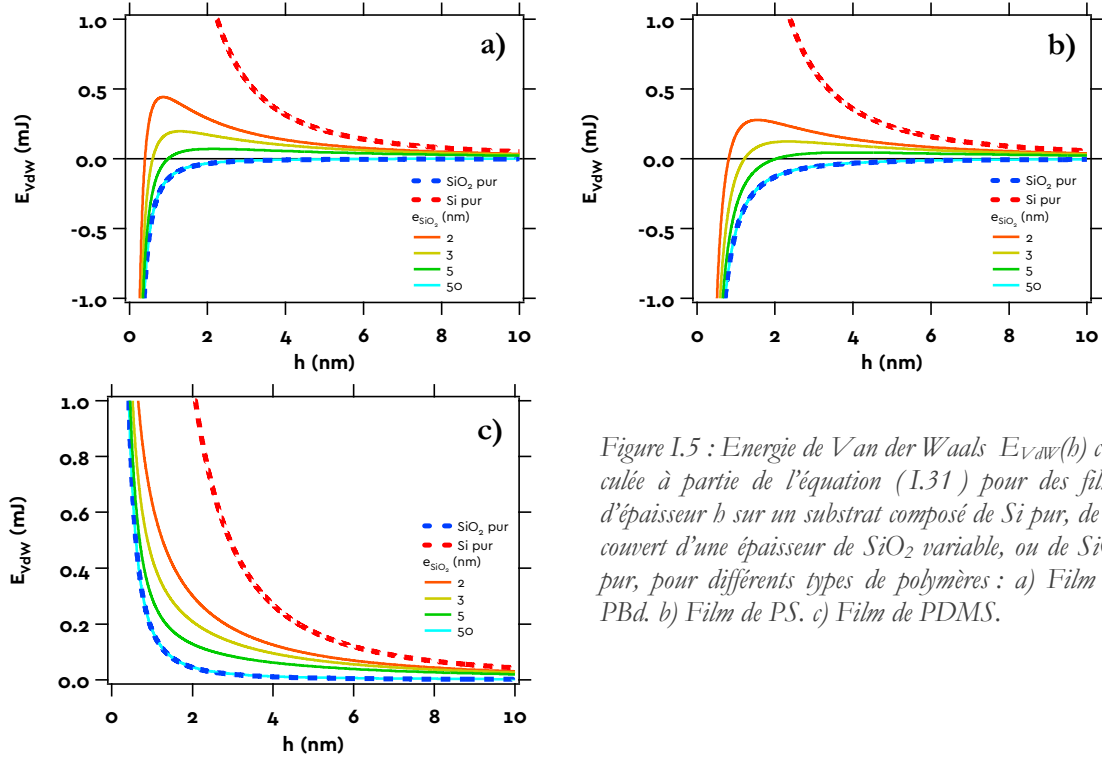 1.0
0.5
0.0
-0.5
-1.0
E_VdW (mJ)
a)
SiO₂ pur
Si pur
e_SiO₂ (nm)
2
3
5
50
0 2 4 6 8 10
h (nm)
1.0
0.5
0.0
-0.5
-1.0
E_VdW (mJ)
b)
SiO₂ pur
Si pur
e_SiO₂ (nm)
2
3
5
50
0 2 4 6 8 10
h (nm)
1.0
0.8
0.6
0.4
0.2
0.0
E_VdW (mJ)
c)
SiO₂ pur
Si pur
e_SiO₂ (nm)
2
3
5
50
0 2 4 6 8 10
h (nm)
Figure I.5 : Energie de Van der Waals E_VdW(h) c
culée à partie de l'équation (I.31) pour des fil
d'épaisseur h sur un substrat composé de Si pur, de
couvert d'une épaisseur de SiO₂ variable, ou de Si
pur, pour différents types de polymères : a) Film
PBd. b) Film de PS. c) Film de PDMS.